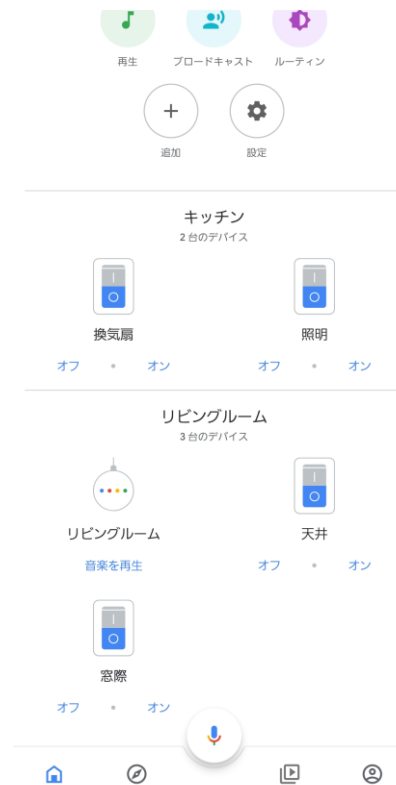 再生 ブロードキャスト ルーティン
追加 設定
キッチン
2 台のデバイス
換気扇 照明
オフ • オン オフ • オン
リビングルーム
3 台のデバイス
リビングルーム 天井
音楽を再生 オフ • オン
窓際
オフ • オン